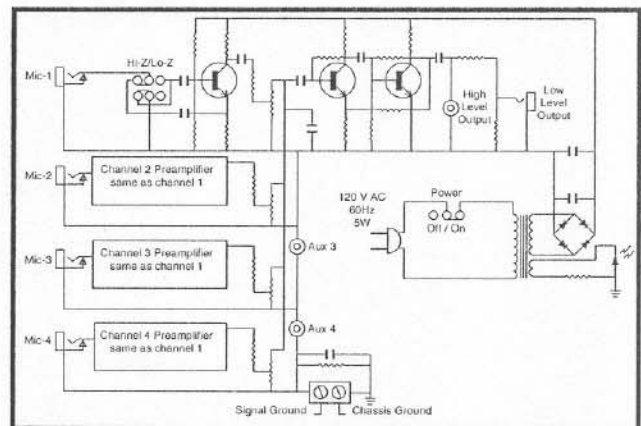 Hi-Z/Lo-Z
Mic-1
High
Level
Output
Low
Level
Output
Mic-2
Channel 2 Preamplifier
same as channel 1
120 V AC
60Hz
5W
Power
Off / On
Mic-3
Channel 3 Preamplifier
same as channel 1
Aux 3
Mic-4
Channel 4 Preamplifier
same as channel 1
Aux 4
Signal Ground
Chassis Ground